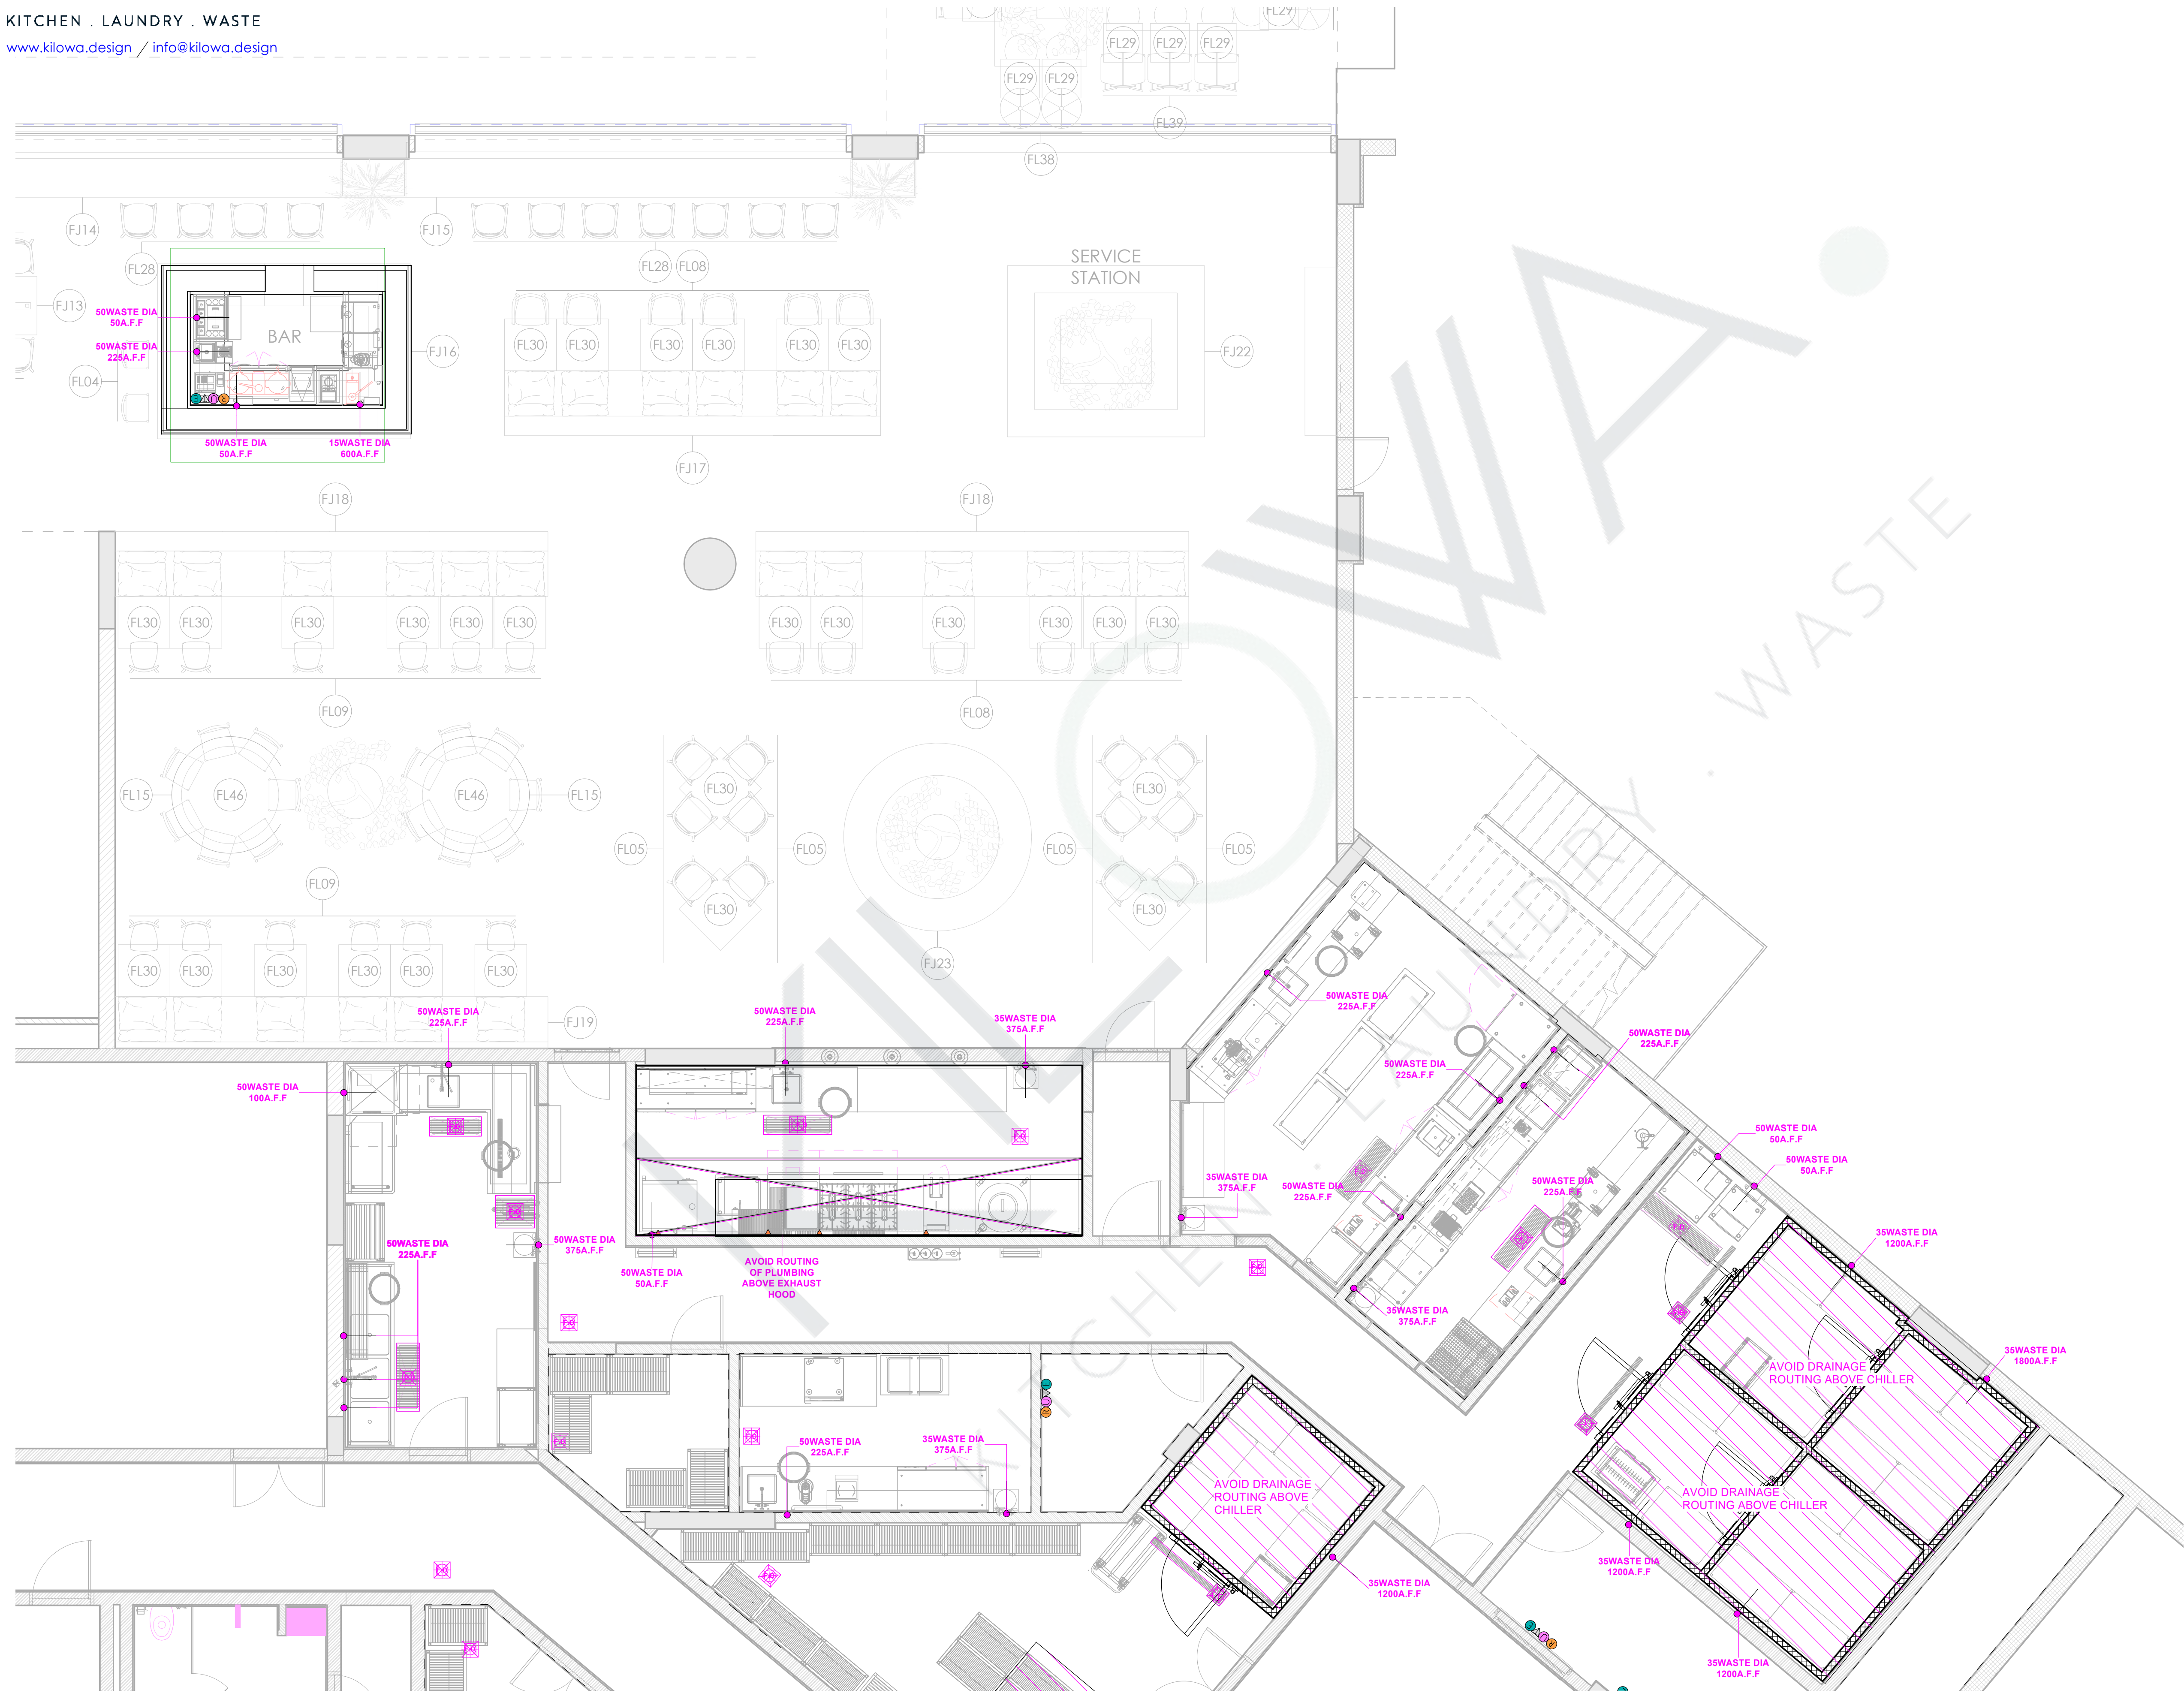 KITCHEN . LAUNDRY . WASTE
www.kilowa.design / info@kilowa.design
FL29
FL29 FL29 FL29
FL29 FL29
FL39
FL38
FJ14
FJ15
FL28
FL28 FL08
SERVICE
STATION
FJ13
50WASTE DIA
50A.F.F
BAR
50WASTE DIA
225A.F.F
FJ16
FL30 FL30 FL30 FL30 FL30 FL30
FJ22
FL04
50WASTE DIA
50A.F.F
15WASTE DIA
600A.F.F
FJ17
FJ18
FJ18
FL30 FL30 FL30 FL30 FL30 FL30
FL30 FL30 FL30 FL30 FL30 FL30
FL09
FL08
FL15 FL46 FL46 FL15
FL30 FL30
FL05 FL05 FL05 FL05
FL09
FL30 FL30
FL30 FL30 FL30 FL30 FL30 FL30
FJ23
FJ19
50WASTE DIA
225A.F.F
50WASTE DIA
225A.F.F
35WASTE DIA
375A.F.F
50WASTE DIA
225A.F.F
50WASTE DIA
225A.F.F
50WASTE DIA
225A.F.F
50WASTE DIA
100A.F.F
50WASTE DIA
50A.F.F
50WASTE DIA
50A.F.F
35WASTE DIA
375A.F.F
50WASTE DIA
225A.F.F
50WASTE DIA
225A.F.F
50WASTE DIA
225A.F.F
50WASTE DIA
375A.F.F
35WASTE DIA
1200A.F.F
50WASTE DIA
50A.F.F
AVOID ROUTING
OF PLUMBING
ABOVE EXHAUST
HOOD
35WASTE DIA
375A.F.F
35WASTE DIA
1800A.F.F
AVOID DRAINAGE
ROUTING ABOVE CHILLER
50WASTE DIA
225A.F.F
35WASTE DIA
375A.F.F
AVOID DRAINAGE
ROUTING ABOVE
CHILLER
AVOID DRAINAGE
ROUTING ABOVE CHILLER
35WASTE DIA
1200A.F.F
35WASTE DIA
1200A.F.F
35WASTE DIA
1200A.F.F
KILOWA
KITCHEN . LAUNDRY . WASTE